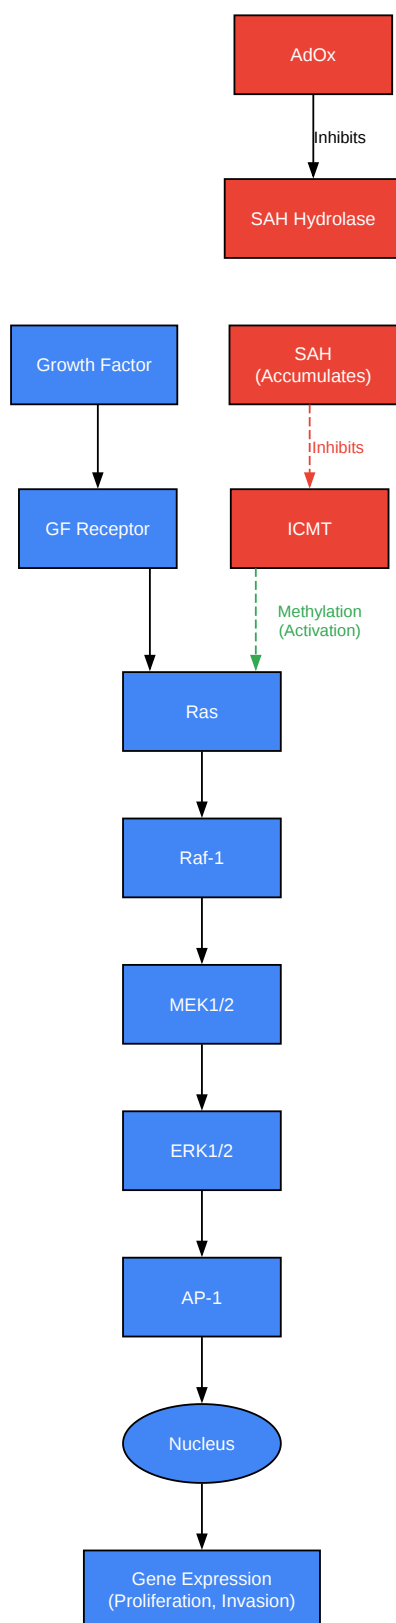 AdOx
Inhibits
SAH Hydrolase
Growth Factor
SAH
(Accumulates)
Inhibits
GF Receptor
ICMT
Methylation
(Activation)
Ras
Raf-1
MEK1/2
ERK1/2
AP-1
Nucleus
Gene Expression
(Proliferation, Invasion)